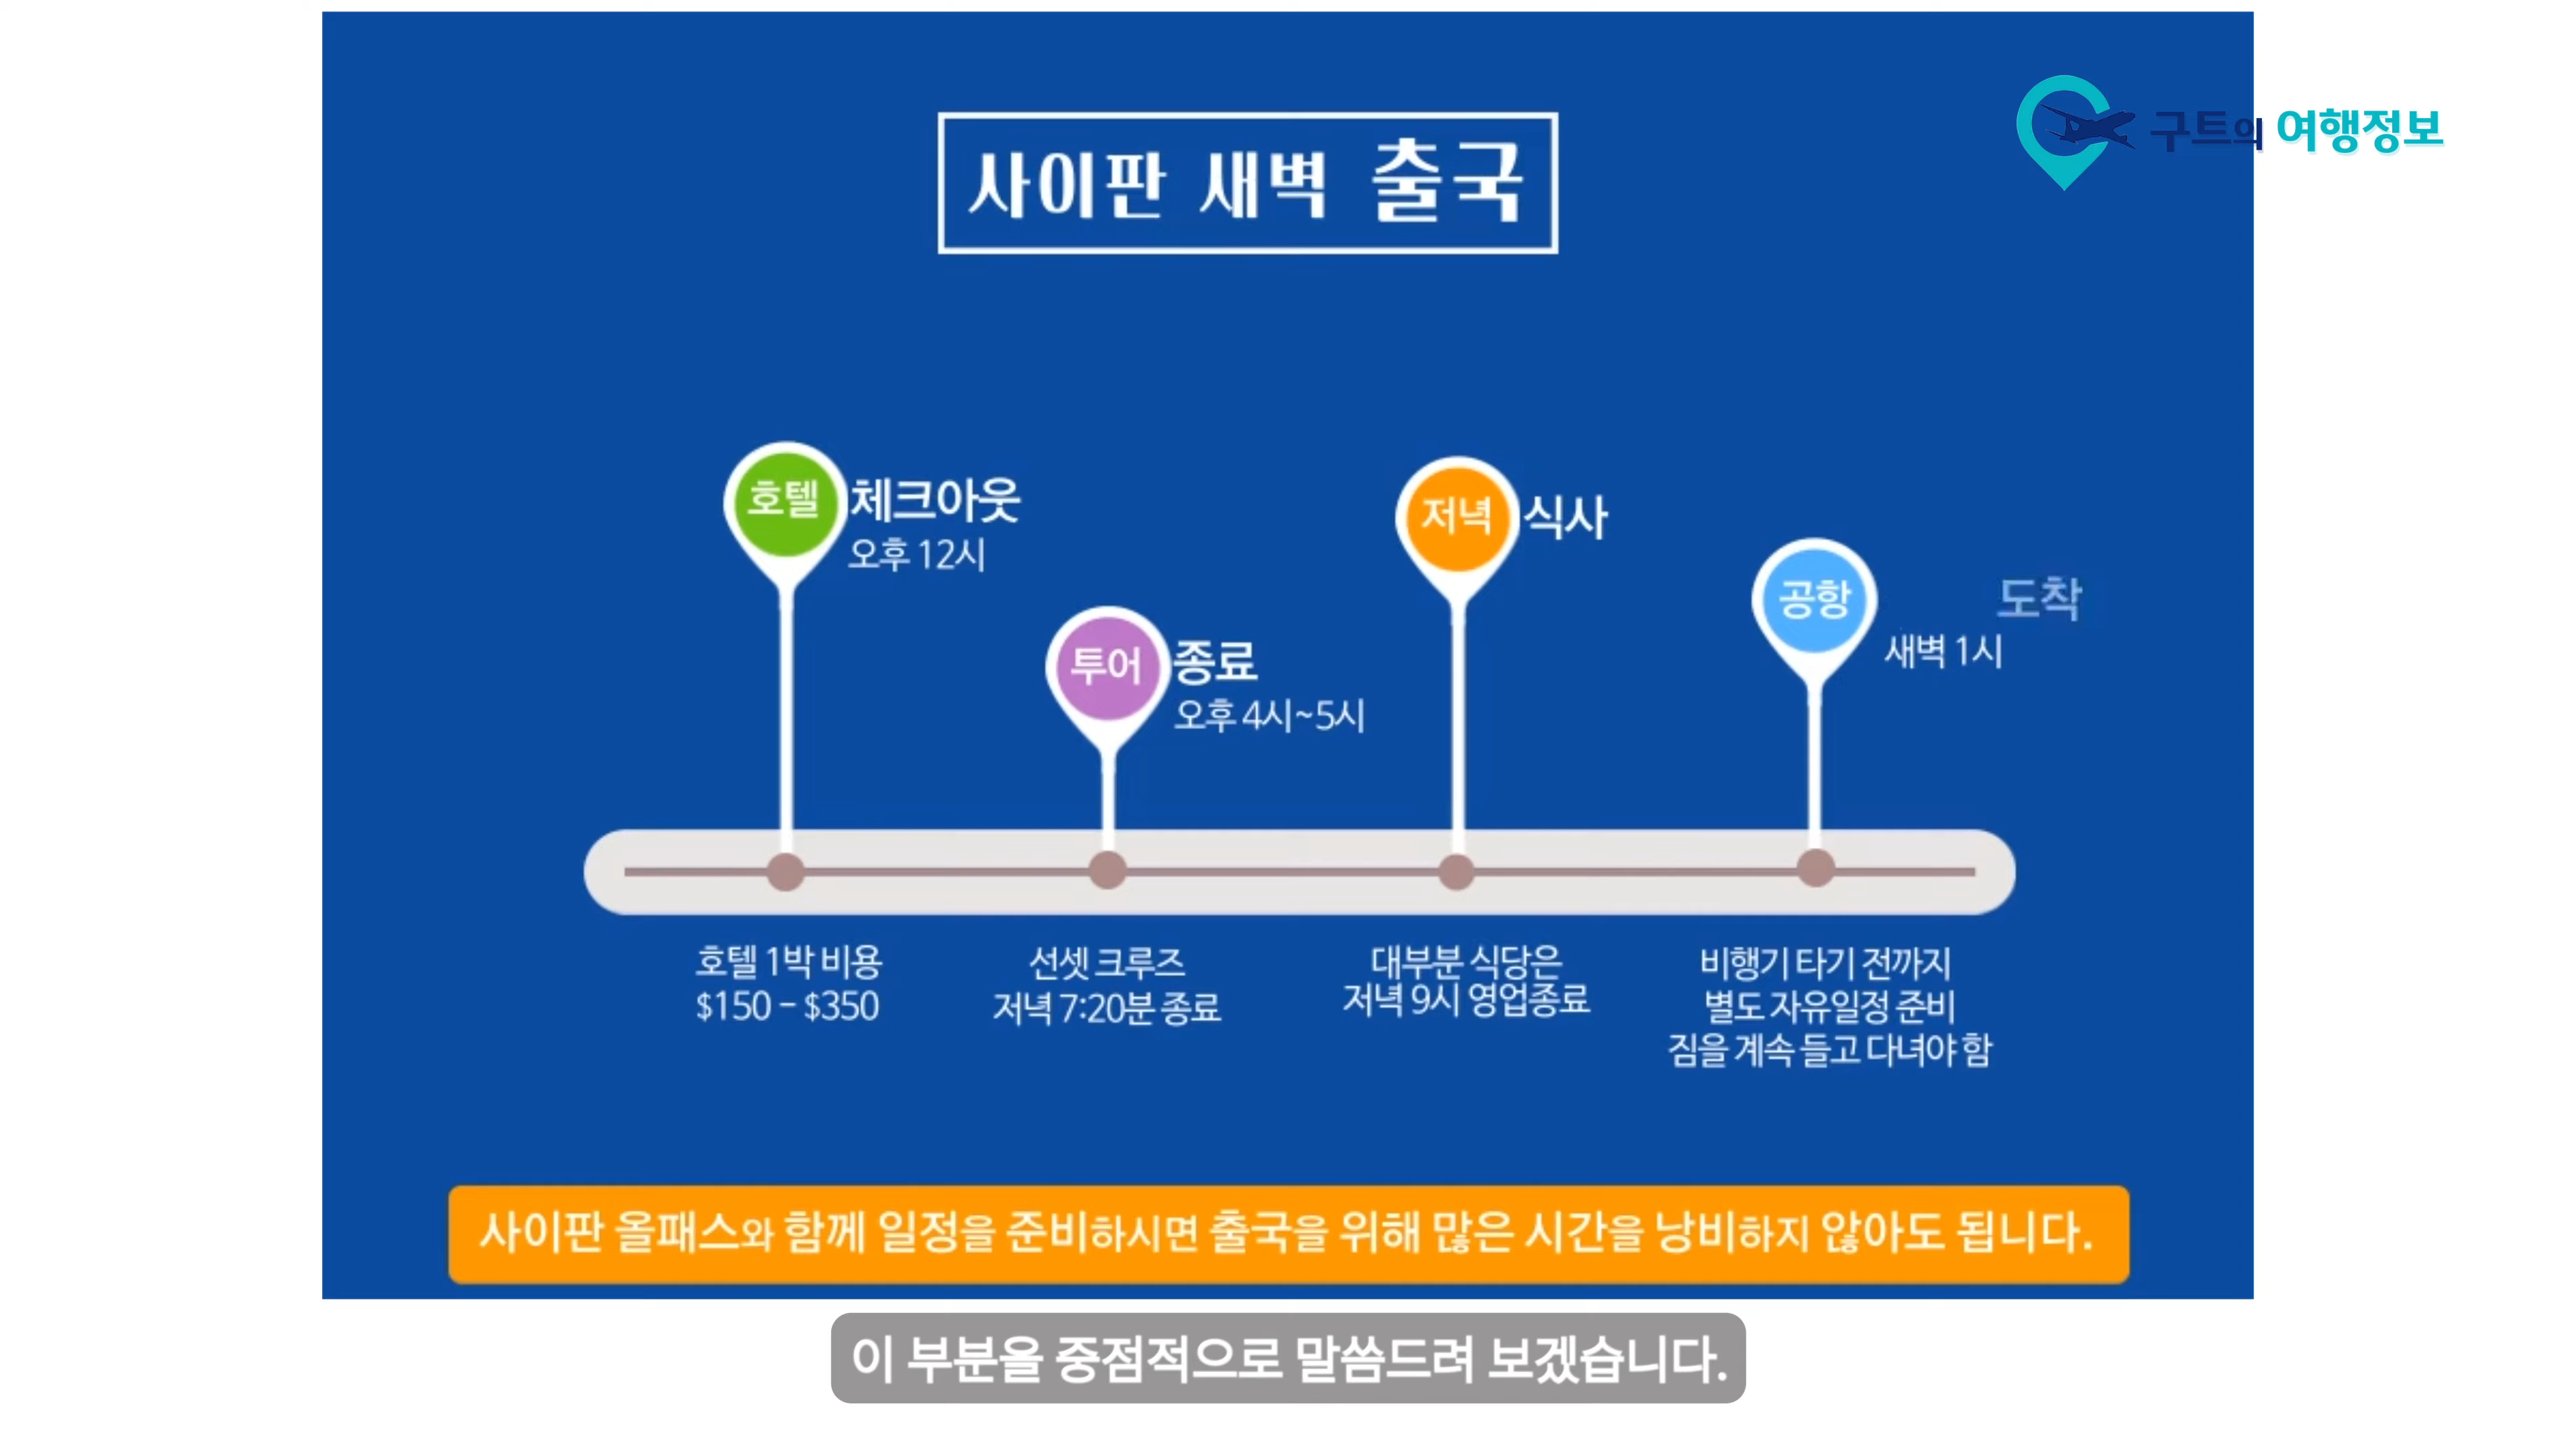 구트의 여행정보
사이판 새벽 출국
호텔 체크아웃
오후 12시
저녁 식사
공항 도착
새벽 1시
투어 종료
오후 4시~5시
호텔 1박 비용
$150 – $350
선셋 크루즈
저녁 7:20분 종료
대부분 식당은
저녁 9시 영업종료
비행기 타기 전까지
별도 자유일정 준비
짐을 계속 들고 다녀야 함
사이판 올패스와 함께 일정을 준비하시면 출국을 위해 많은 시간을 낭비하지 않아도 됩니다.
이 부분을 중점적으로 말씀드려 보겠습니다.